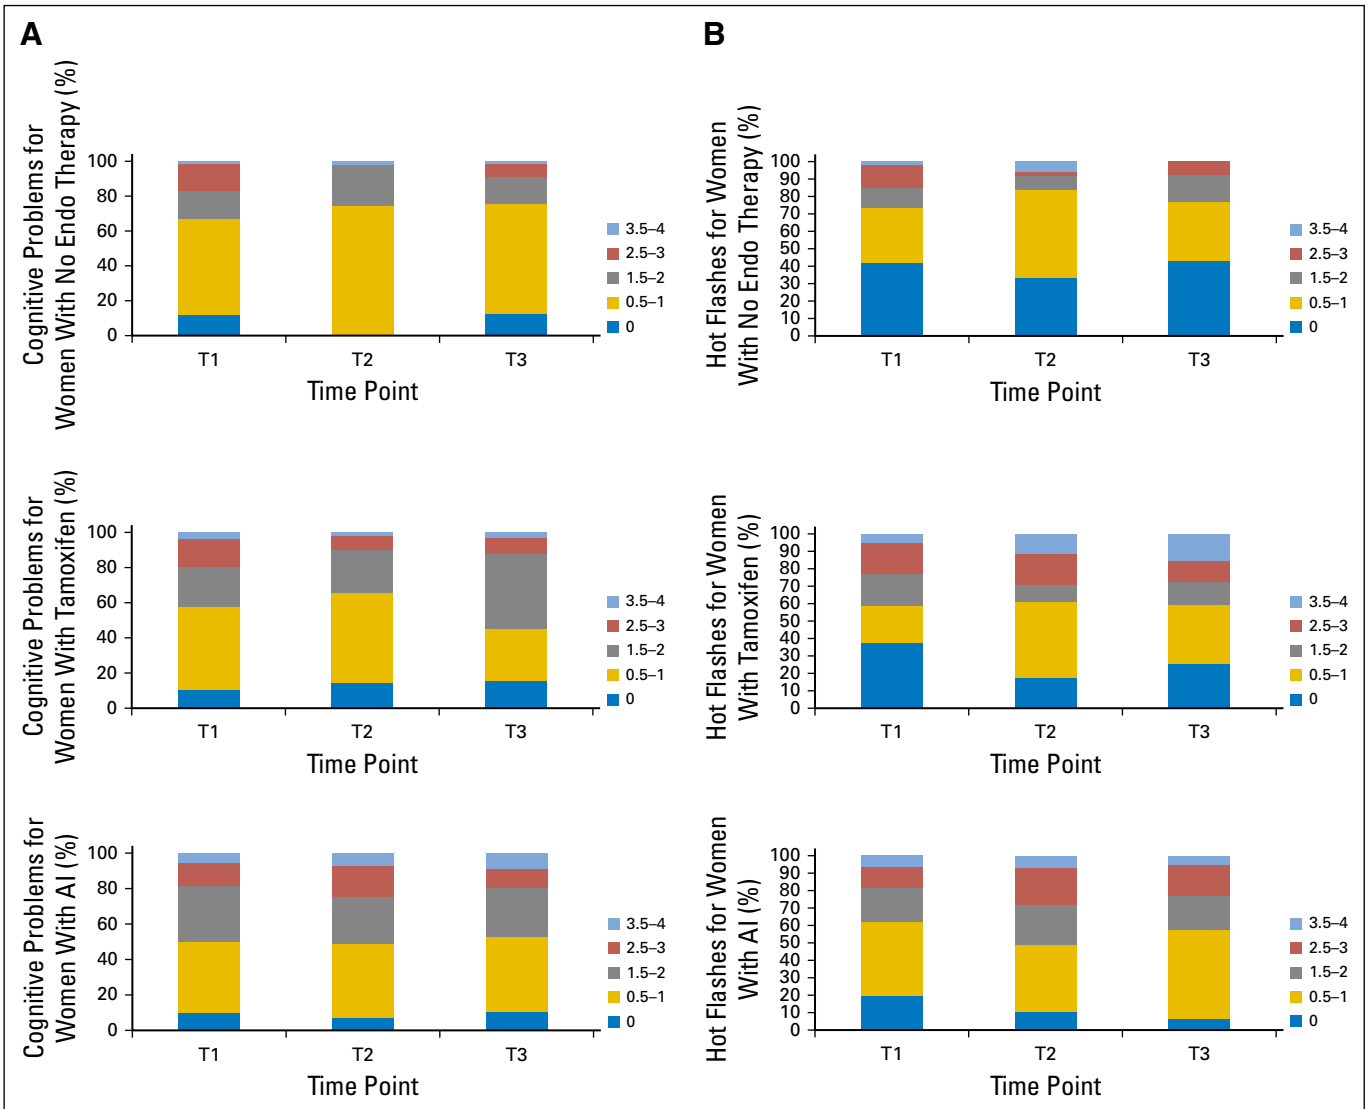 A
Cognitive Problems for
Women With No Endo Therapy (%)
100
80
60
40
20
0
T1
T2
T3
Time Point
3.5–4
2.5–3
1.5–2
0.5–1
0
Cognitive Problems for
Women With Tamoxifen (%)
100
80
60
40
20
0
T1
T2
T3
Time Point
3.5–4
2.5–3
1.5–2
0.5–1
0
Cognitive Problems for
Women With AI (%)
100
80
60
40
20
0
T1
T2
T3
Time Point
3.5–4
2.5–3
1.5–2
0.5–1
0
B
Hot Flashes for Women
With No Endo Therapy (%)
100
90
80
70
60
50
40
30
20
10
0
T1
T2
T3
Time Point
3.5–4
2.5–3
1.5–2
0.5–1
0
Hot Flashes for Women
With Tamoxifen (%)
100
90
80
70
60
50
40
30
20
10
0
T1
T2
T3
Time Point
3.5–4
2.5–3
1.5–2
0.5–1
0
Hot Flashes for Women
With AI (%)
100
90
80
70
60
50
40
30
20
10
0
T1
T2
T3
Time Point
3.5–4
2.5–3
1.5–2
0.5–1
0